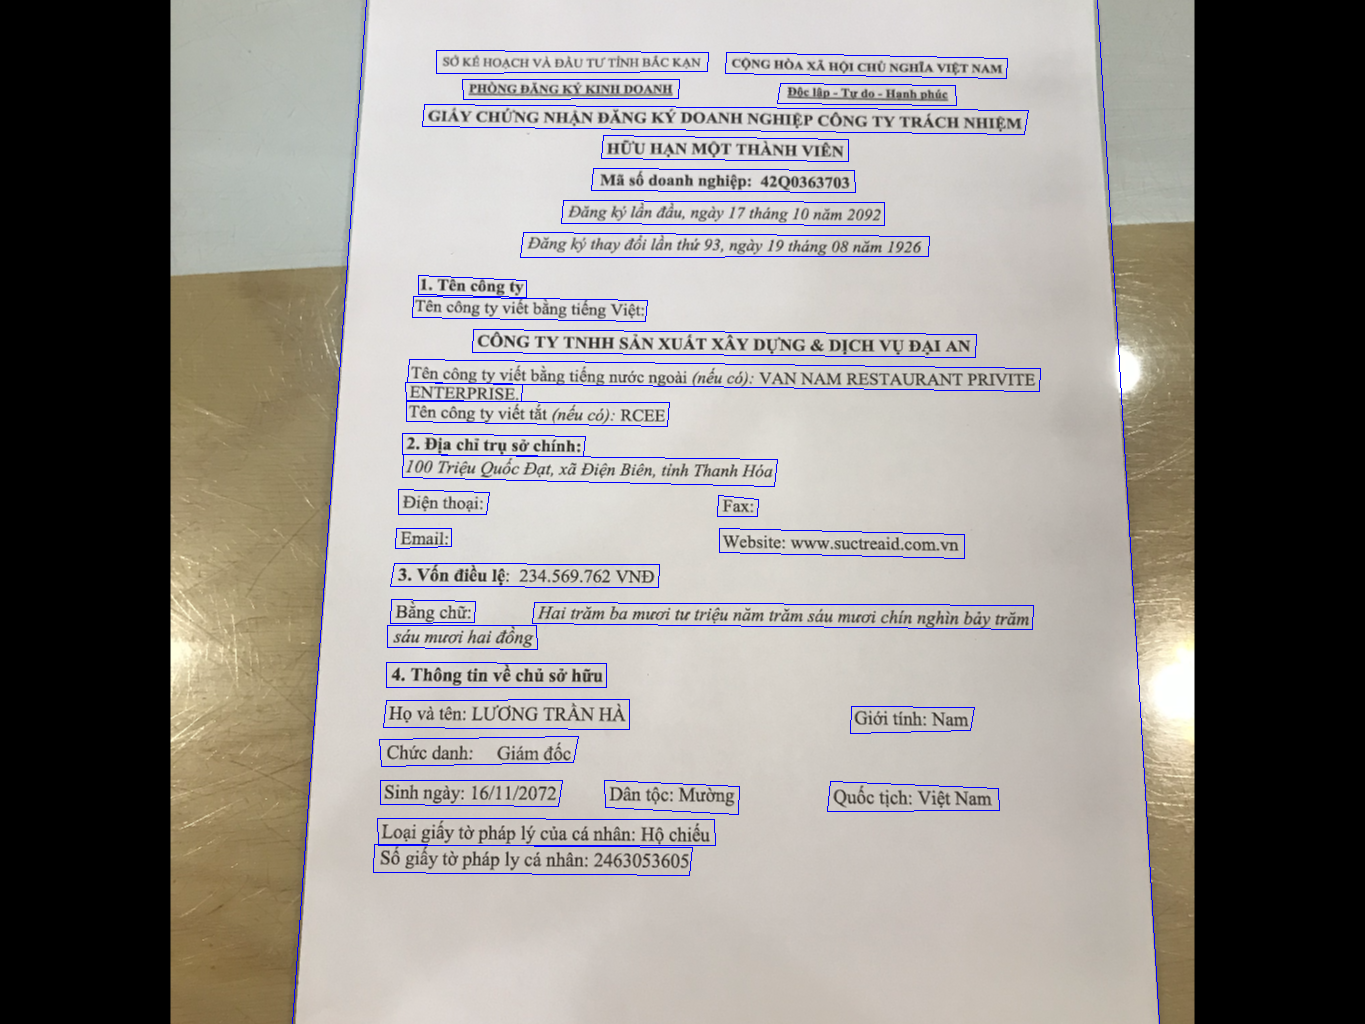 SỞ KẾ HOẠCH VÀ ĐẦU TƯ TỈNH BẮC KẠN
CỘNG HÒA XÃ HỘI CHỦ NGHĨA VIỆT NAM
PHÒNG ĐĂNG KÝ KINH DOANH
Độc lập - Tự do - Hạnh phúc
GIẤY CHỨNG NHẬN ĐĂNG KÝ DOANH NGHIỆP CÔNG TY TRÁCH NHIỆM
HỮU HẠN MỘT THÀNH VIÊN
Mã số doanh nghiệp: 42Q0363703
Đăng ký lần đầu, ngày 17 tháng 10 năm 2092
Đăng ký thay đổi lần thứ 93, ngày 19 tháng 08 năm 1926
1. Tên công ty
Tên công ty viết bằng tiếng Việt:
CÔNG TY TNHH SẢN XUẤT XÂY DỰNG & DỊCH VỤ ĐẠI AN
Tên công ty viết bằng tiếng nước ngoài (nếu có): VAN NAM RESTAURANT PRIVITE
ENTERPRISE.
Tên công ty viết tắt (nếu có): RCEE
2. Địa chỉ trụ sở chính:
100 Triệu Quốc Đạt, xã Điện Biên, tỉnh Thanh Hóa
Điện thoại:
Fax:
Email:
Website: www.suctreaid.com.vn
3. Vốn điều lệ: 234.569.762 VNĐ
Bằng chữ: Hai trăm ba mươi tư triệu năm trăm sáu mươi chín nghìn bảy trăm
sáu mươi hai đồng
4. Thông tin về chủ sở hữu
Họ và tên: LƯƠNG TRẦN HÀ
Giới tính: Nam
Chức danh: Giám đốc
Sinh ngày: 16/11/2072
Dân tộc: Mường
Quốc tịch: Việt Nam
Loại giấy tờ pháp lý của cá nhân: Hộ chiếu
Số giấy tờ pháp ly cá nhân: 2463053605